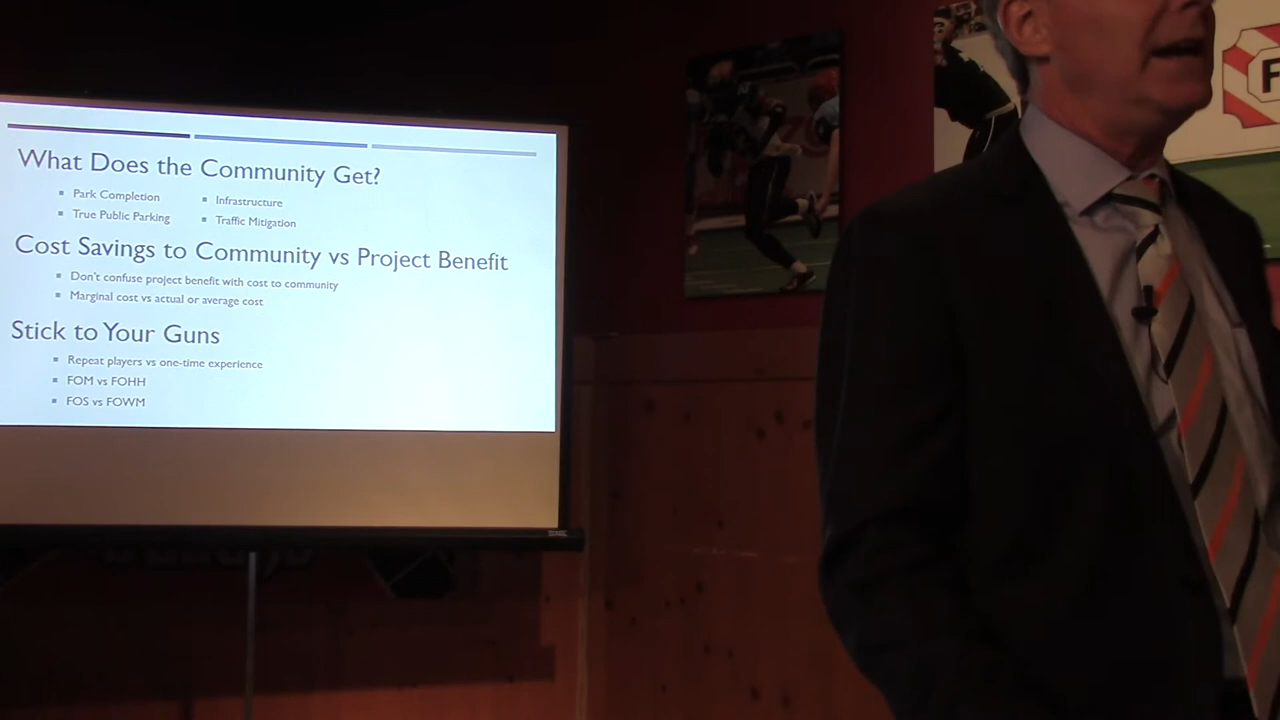 What Does the Community Get?
Park Completion
Infrastructure
True Public Parking
Traffic Mitigation
Cost Savings to Community vs Project Benefit
Don't confuse project benefit with cost to community
Marginal cost vs actual or average cost
Stick to Your Guns
Repeat players vs one-time experience
FOM vs FOHH
FOS vs FOWM
F